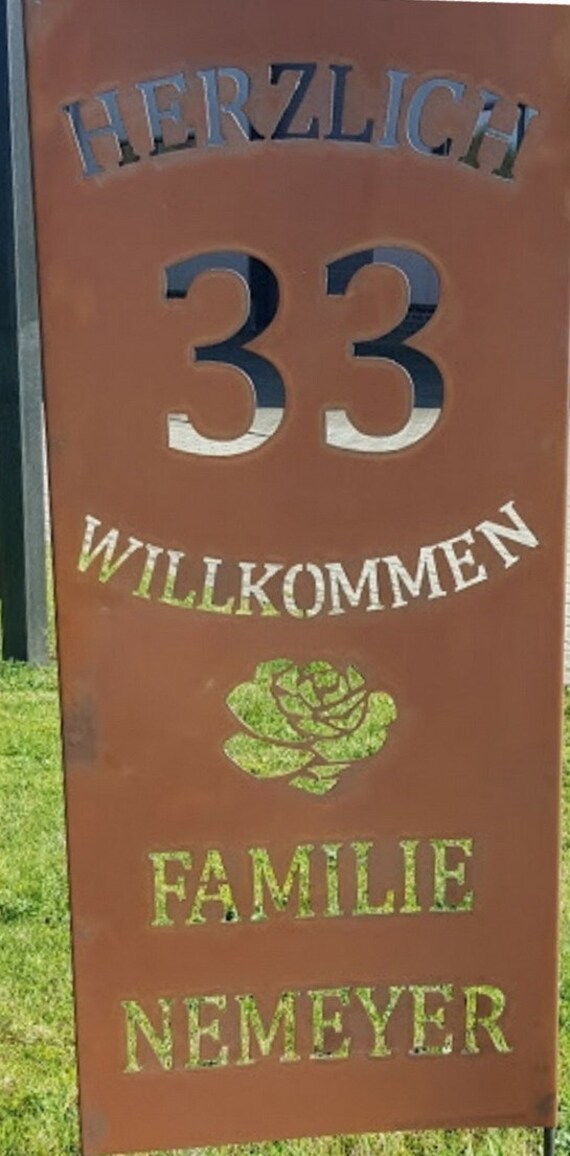 HERZLICH
33
WILLKOMMEN
FAMILIE
NEMEYER